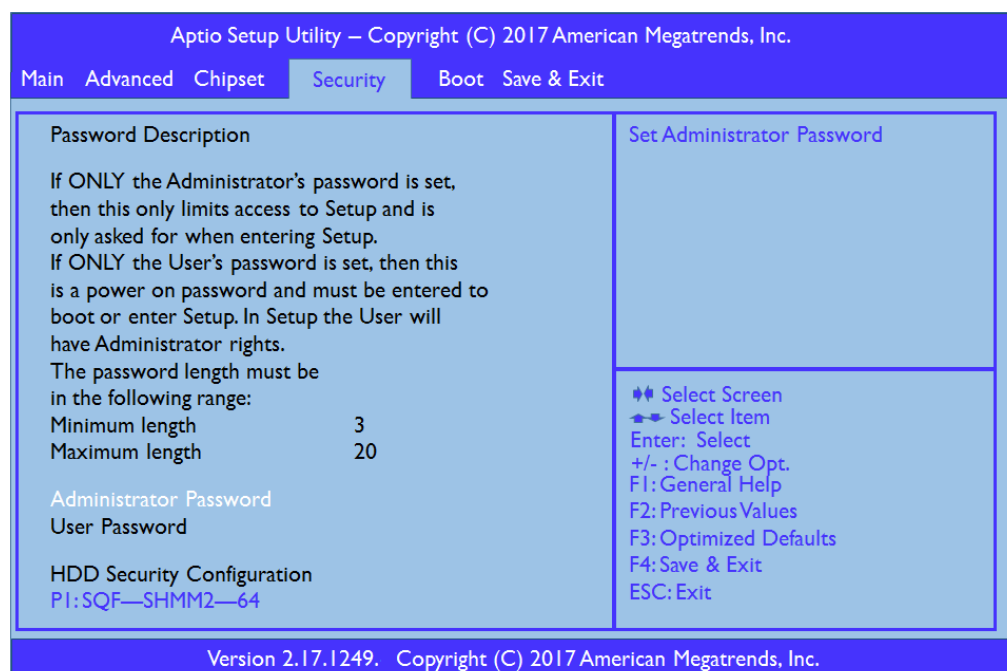 Aptio Setup Utility – Copyright (C) 2017 American Megatrends, Inc.
Main Advanced Chipset Security Boot Save & Exit
Password Description
If ONLY the Administrator's password is set,
then this only limits access to Setup and is
only asked for when entering Setup.
If ONLY the User's password is set, then this
is a power on password and must be entered to
boot or enter Setup. In Setup the User will
have Administrator rights.
The password length must be
in the following range:
Minimum length 3
Maximum length 20
Administrator Password
User Password
HDD Security Configuration
P1: SQF—SHMM2—64
Set Administrator Password
Select Screen
Select Item
Enter: Select
+/- : Change Opt.
F1: General Help
F2: Previous Values
F3: Optimized Defaults
F4: Save & Exit
ESC: Exit
Version 2.17.1249. Copyright (C) 2017 American Megatrends, Inc.